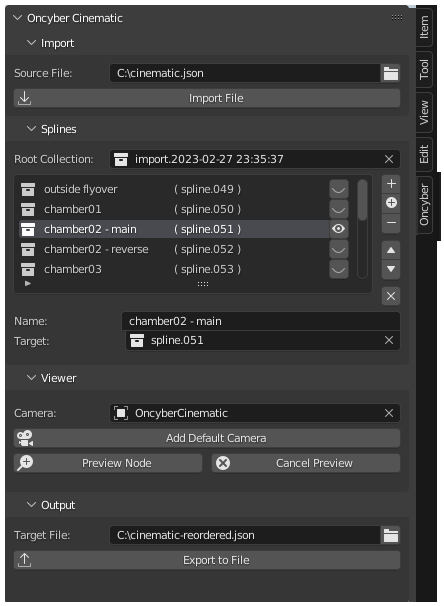 Oncyber Cinematic
Import
Source File: C:\cinematic.json
Import File
Splines
Root Collection: import.2023-02-27 23:35:37
outside flyover ( spline.049 )
chamber01 ( spline.050 )
chamber02 - main ( spline.051 )
chamber02 - reverse ( spline.052 )
chamber03 ( spline.053 )
Name: chamber02 - main
Target: spline.051
Viewer
Camera: OncyberCinematic
Add Default Camera
Preview Node Cancel Preview
Output
Target File: C:\cinematic-reordered.json
Export to File
Item
Tool
View
Edit
Oncyber